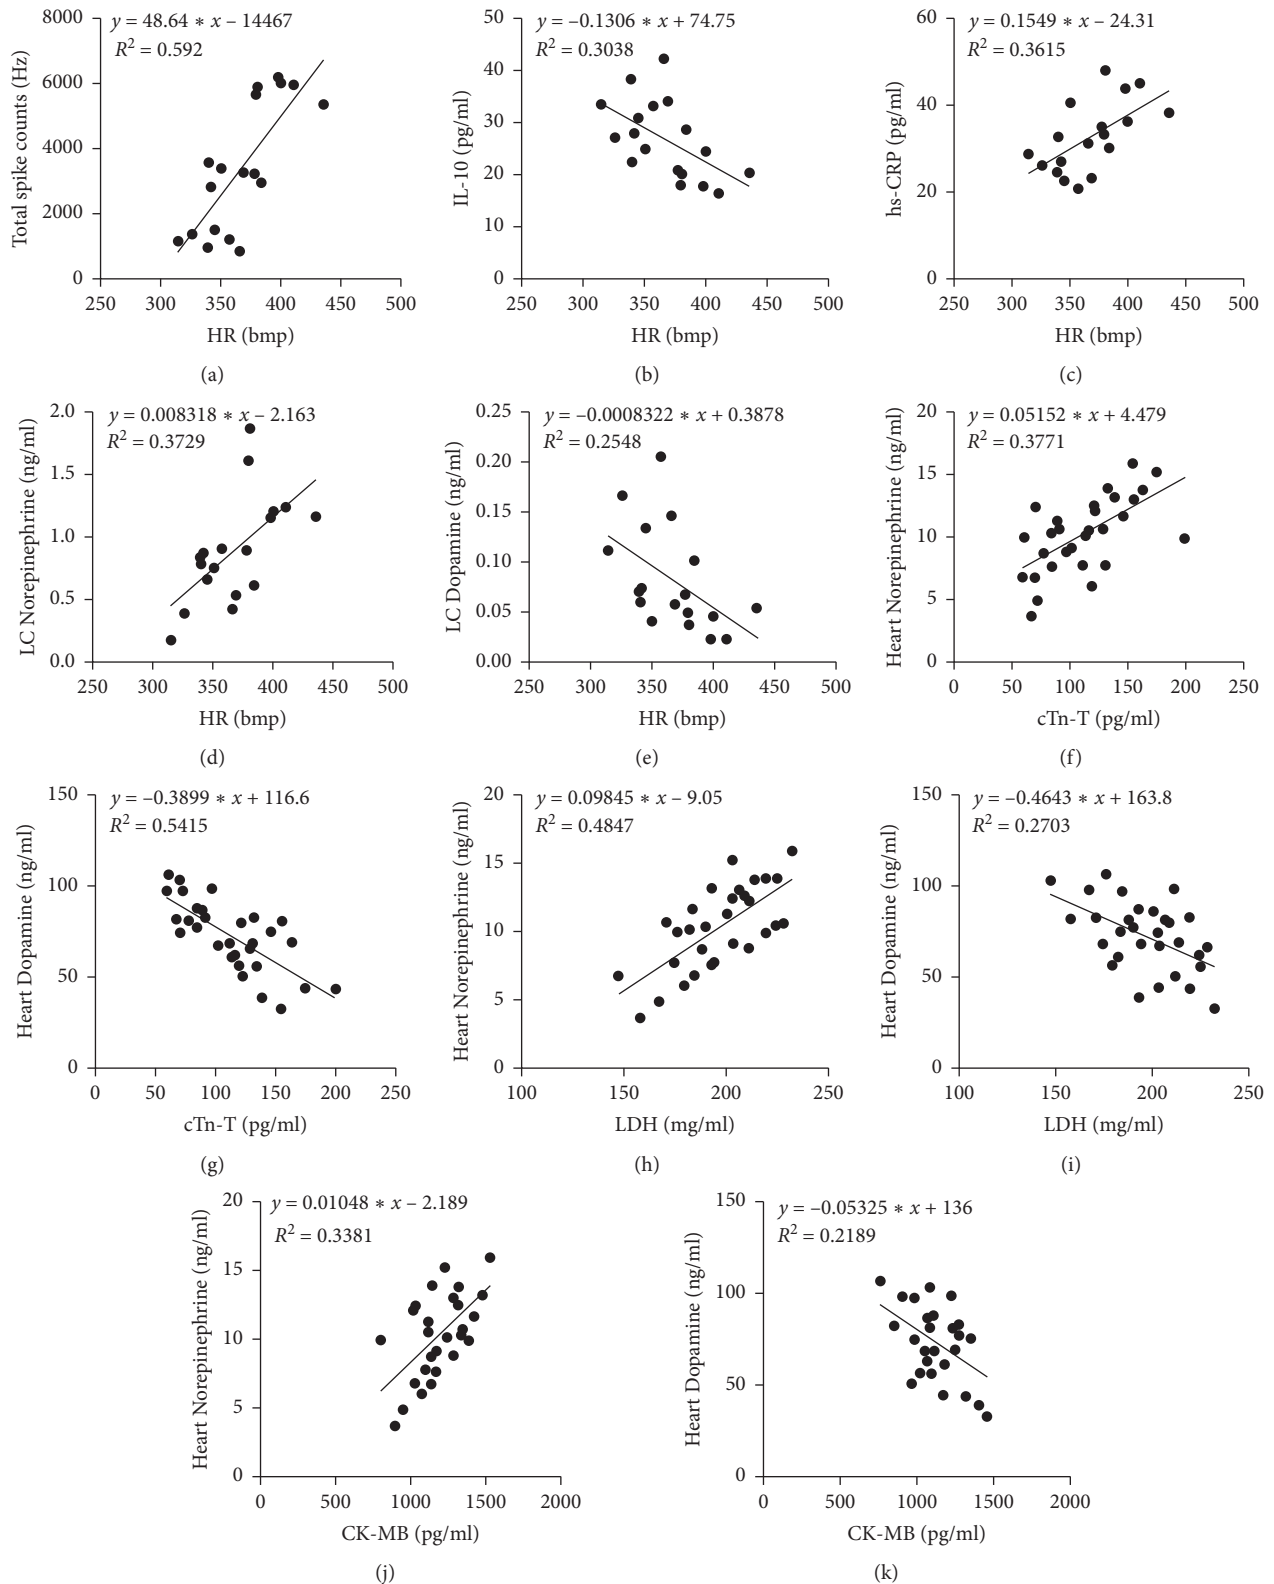 y = 48.64 ∗ x – 14467
R² = 0.592
Total spike counts (Hz)
8000
6000
4000
2000
0
250 300 350 400 450 500
HR (bmp)
(a)
y = –0.1306 ∗ x + 74.75
R² = 0.3038
IL-10 (pg/ml)
50
40
30
20
10
0
250 300 350 400 450 500
HR (bmp)
(b)
y = 0.1549 ∗ x – 24.31
R² = 0.3615
hs-CRP (pg/ml)
60
40
20
0
250 300 350 400 450 500
HR (bmp)
(c)
y = 0.008318 ∗ x – 2.163
R² = 0.3729
LC Norepinephrine (ng/ml)
2.0
1.5
1.0
0.5
0.0
250 300 350 400 450 500
HR (bmp)
(d)
y = –0.0008322 ∗ x + 0.3878
R² = 0.2548
LC Dopamine (ng/ml)
0.25
0.20
0.15
0.10
0.05
0.00
250 300 350 400 450 500
HR (bmp)
(e)
y = 0.05152 ∗ x + 4.479
R² = 0.3771
Heart Norepinephrine (ng/ml)
20
15
10
5
0
0 50 100 150 200 250
cTn-T (pg/ml)
(f)
y = –0.3899 ∗ x + 116.6
R² = 0.5415
Heart Dopamine (ng/ml)
150
100
50
0
0 50 100 150 200 250
cTn-T (pg/ml)
(g)
y = 0.09845 ∗ x – 9.05
R² = 0.4847
Heart Norepinephrine (ng/ml)
20
15
10
5
0
100 150 200 250
LDH (mg/ml)
(h)
y = –0.4643 ∗ x + 163.8
R² = 0.2703
Heart Dopamine (ng/ml)
150
100
50
0
100 150 200 250
LDH (mg/ml)
(i)
y = 0.01048 ∗ x – 2.189
R² = 0.3381
Heart Norepinephrine (ng/ml)
20
15
10
5
0
0 500 1000 1500 2000
CK-MB (pg/ml)
(j)
y = –0.05325 ∗ x + 136
R² = 0.2189
Heart Dopamine (ng/ml)
150
100
50
0
0 500 1000 1500 2000
CK-MB (pg/ml)
(k)